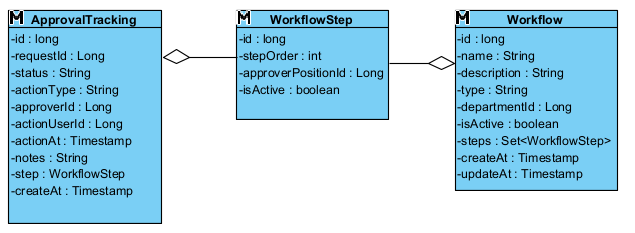 M ApprovalTracking
-id : long
-requestId : Long
-status : String
-actionType : String
-approverId : Long
-actionUserId : Long
-actionAt : Timestamp
-notes : String
-step : WorkflowStep
-createAt : Timestamp
M WorkflowStep
-id : long
-stepOrder : int
-approverPositionId : Long
-isActive : boolean
M Workflow
-id : long
-name : String
-description : String
-type : String
-departmentId : Long
-isActive : boolean
-steps : Set<WorkflowStep>
-createAt : Timestamp
-updateAt : Timestamp